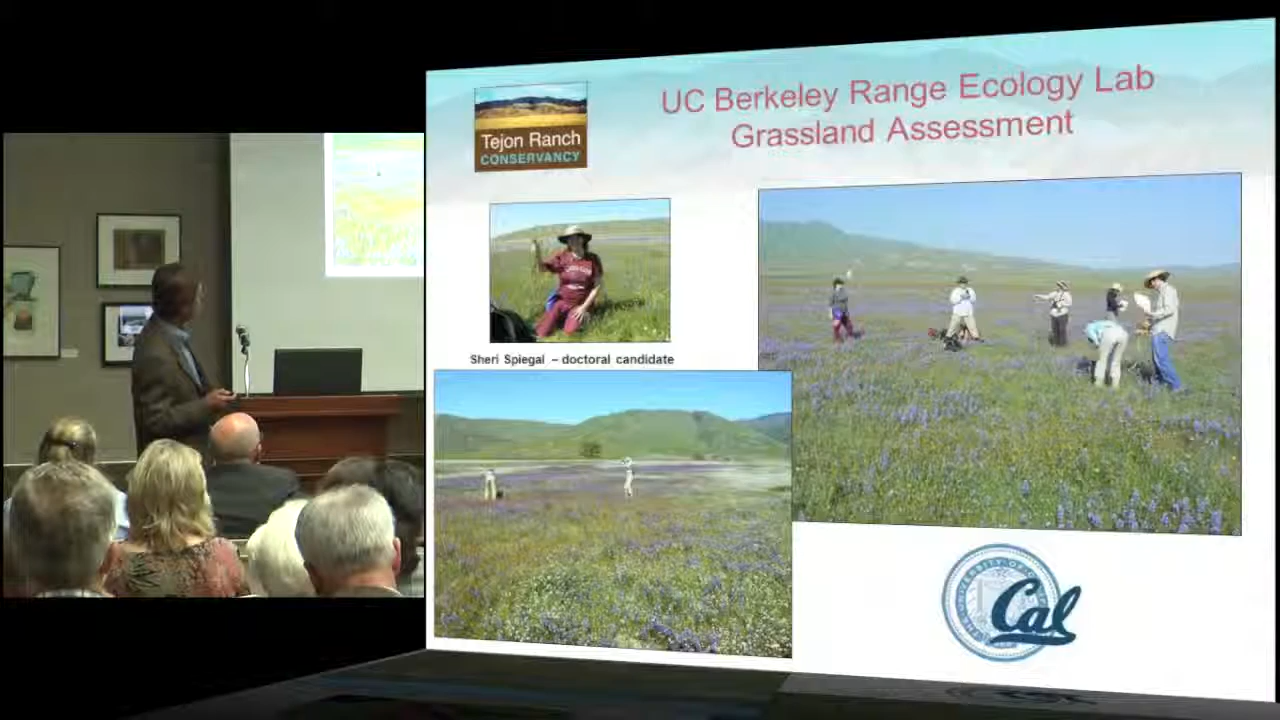 UC Berkeley Range Ecology Lab
Grassland Assessment
Tejon Ranch
CONSERVANCY
Sheri Spiegal – doctoral candidate
Cal